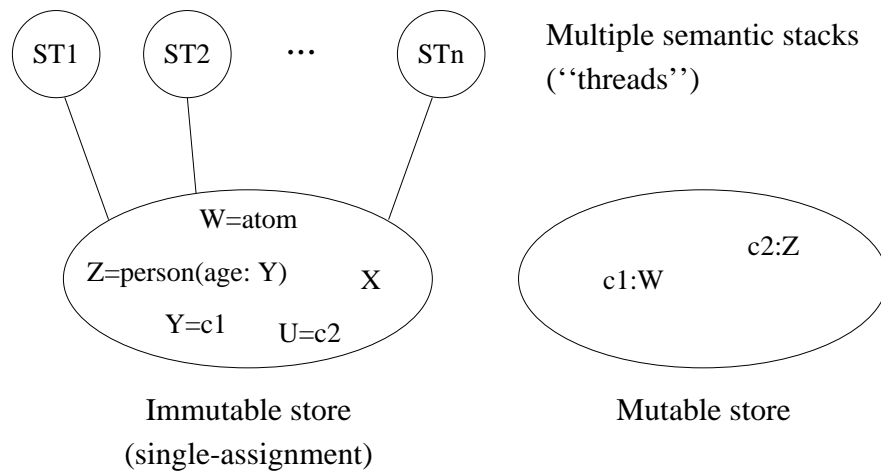 ST1
ST2
...
STn
Multiple semantic stacks
(‘‘threads’’)
W=atom
Z=person(age: Y)
X
Y=c1
U=c2
c2:Z
c1:W
Immutable store
(single-assignment)
Mutable store